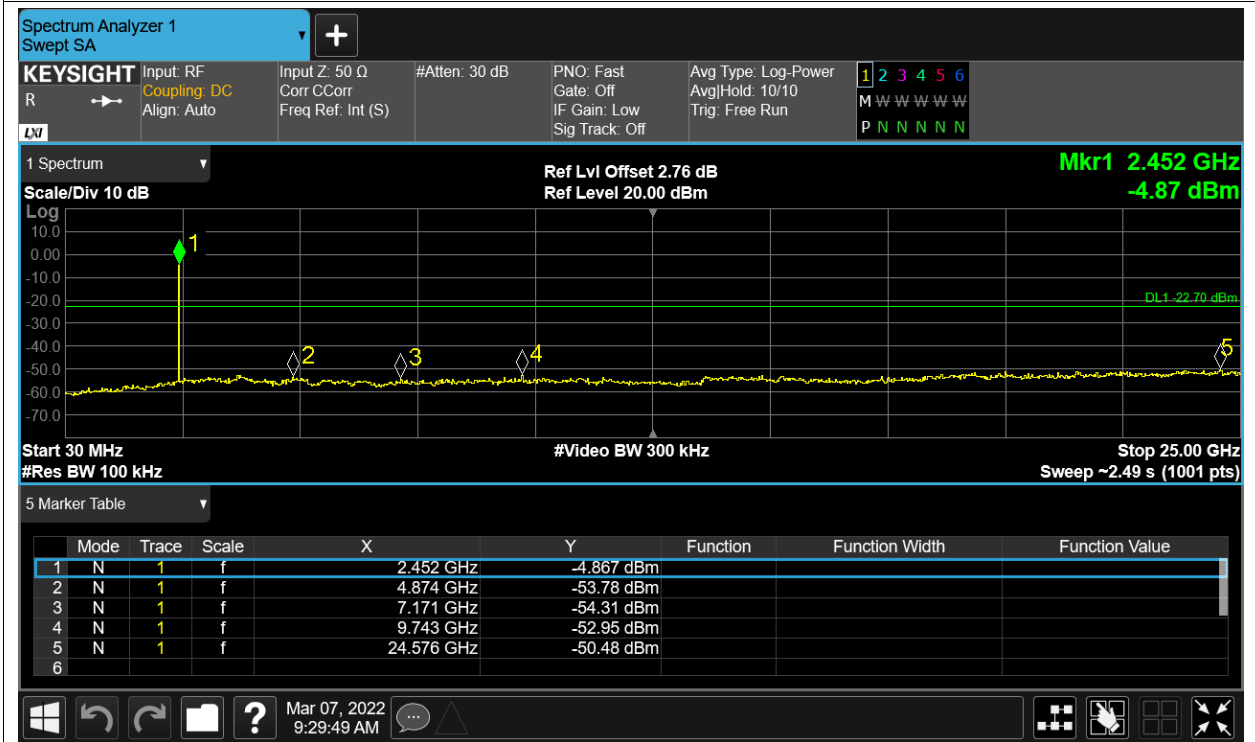 Spectrum Analyzer 1
Swept SA
+
KEYSIGHT Input: RF Input Z: 50 Ω #Atten: 30 dB PNO: Fast Avg Type: Log-Power 1 2 3 4 5 6
R Coupling: DC Corr CCorr Gate: Off Avg|Hold: 10/10 M W W W W W
Align: Auto Freq Ref: Int (S) IF Gain: Low Trig: Free Run
LXI Sig Track: Off P N N N N N
1 Spectrum Ref Lvl Offset 2.76 dB Mkr1 2.452 GHz
Scale/Div 10 dB Ref Level 20.00 dBm -4.87 dBm
Log
10.0 1
0.00
-10.0
-20.0 DL1 -22.70 dBm
-30.0
-40.0 2 3 4 5
-50.0
-60.0
-70.0
Start 30 MHz #Video BW 300 kHz Stop 25.00 GHz
#Res BW 100 kHz Sweep ~2.49 s (1001 pts)
5 Marker Table
Mode Trace Scale X Y Function Function Width Function Value
1 N 1 f 2.452 GHz -4.867 dBm
2 N 1 f 4.874 GHz -53.78 dBm
3 N 1 f 7.171 GHz -54.31 dBm
4 N 1 f 9.743 GHz -52.95 dBm
5 N 1 f 24.576 GHz -50.48 dBm
6
? Mar 07, 2022
9:29:49 AM